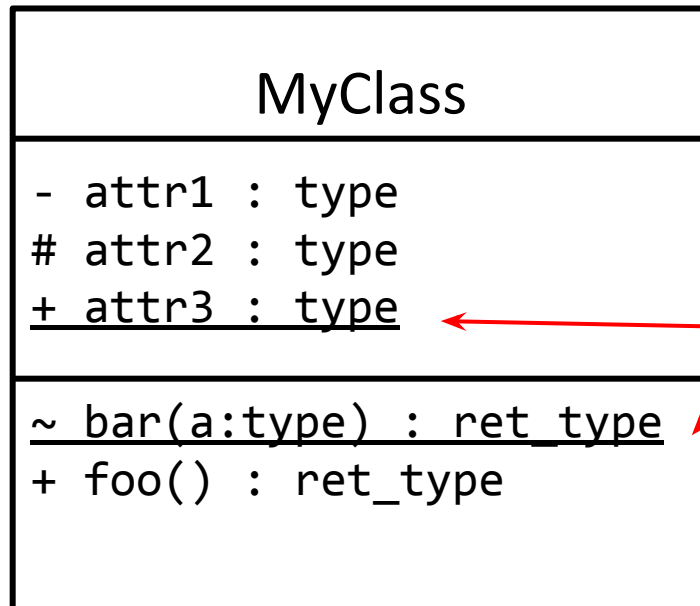 MyClass
- attr1 : type
# attr2 : type
+ attr3 : type
~ bar(a:type) : ret_type
+ foo() : ret_type